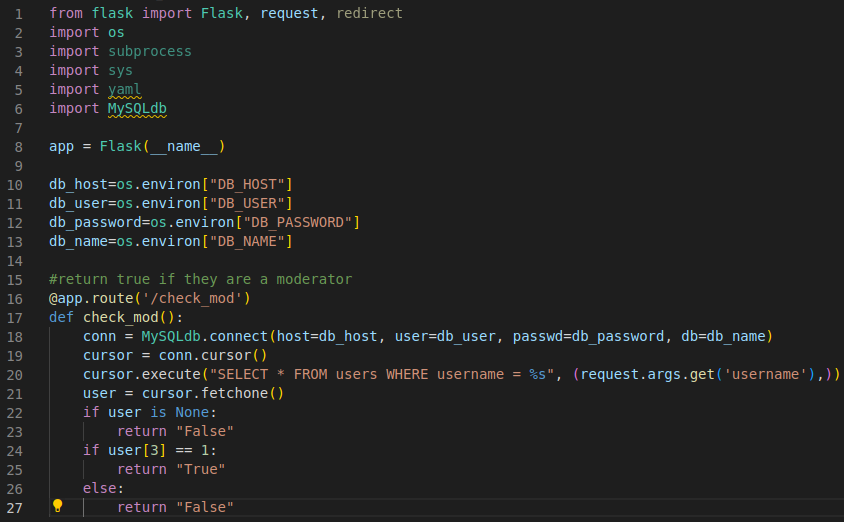 1 from flask import Flask, request, redirect
2 import os
3 import subprocess
4 import sys
5 import yaml
6 import MySQLdb
7
8 app = Flask(__name__)
9
10 db_host=os.environ["DB_HOST"]
11 db_user=os.environ["DB_USER"]
12 db_password=os.environ["DB_PASSWORD"]
13 db_name=os.environ["DB_NAME"]
14
15 #return true if they are a moderator
16 @app.route('/check_mod')
17 def check_mod():
18     conn = MySQLdb.connect(host=db_host, user=db_user, passwd=db_password, db=db_name)
19     cursor = conn.cursor()
20     cursor.execute("SELECT * FROM users WHERE username = %s", (request.args.get('username'),))
21     user = cursor.fetchone()
22     if user is None:
23         return "False"
24     if user[3] == 1:
25         return "True"
26     else:
27         return "False"